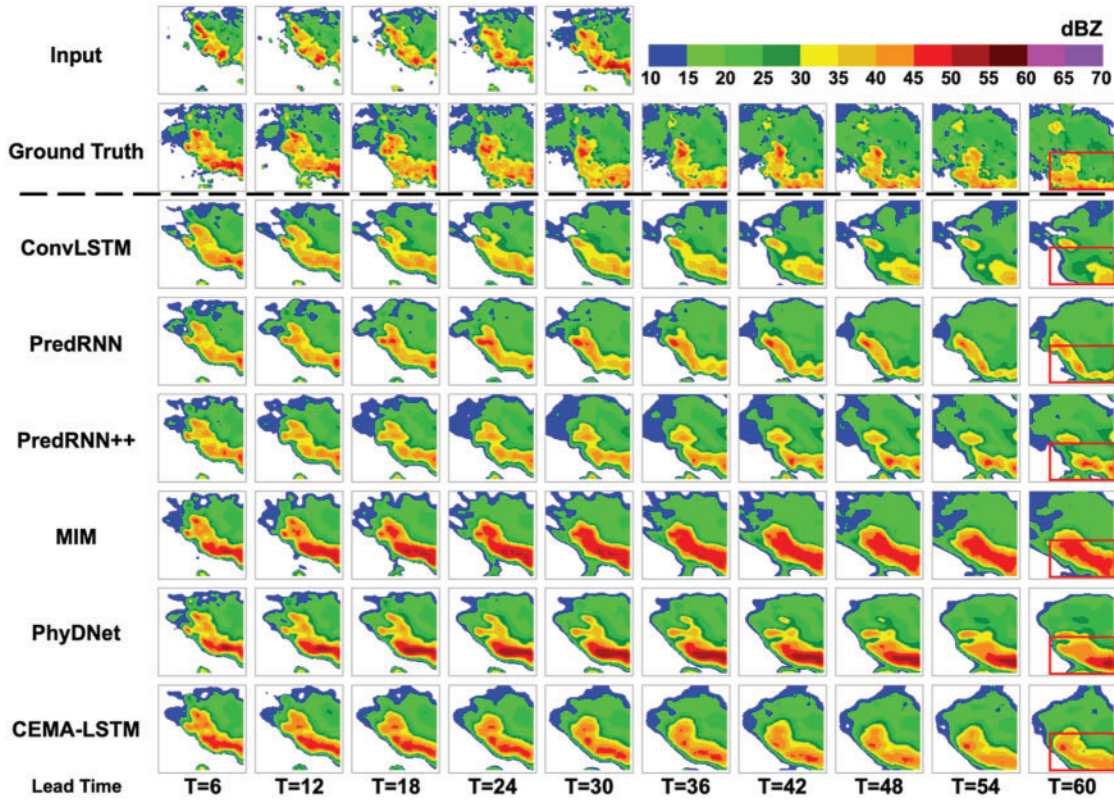 Input
dBZ
10 15 20 25 30 35 40 45 50 55 60 65 70
Ground Truth
ConvLSTM
PredRNN
PredRNN++
MIM
PhyDNet
CEMA-LSTM
Lead Time T=6 T=12 T=18 T=24 T=30 T=36 T=42 T=48 T=54 T=60